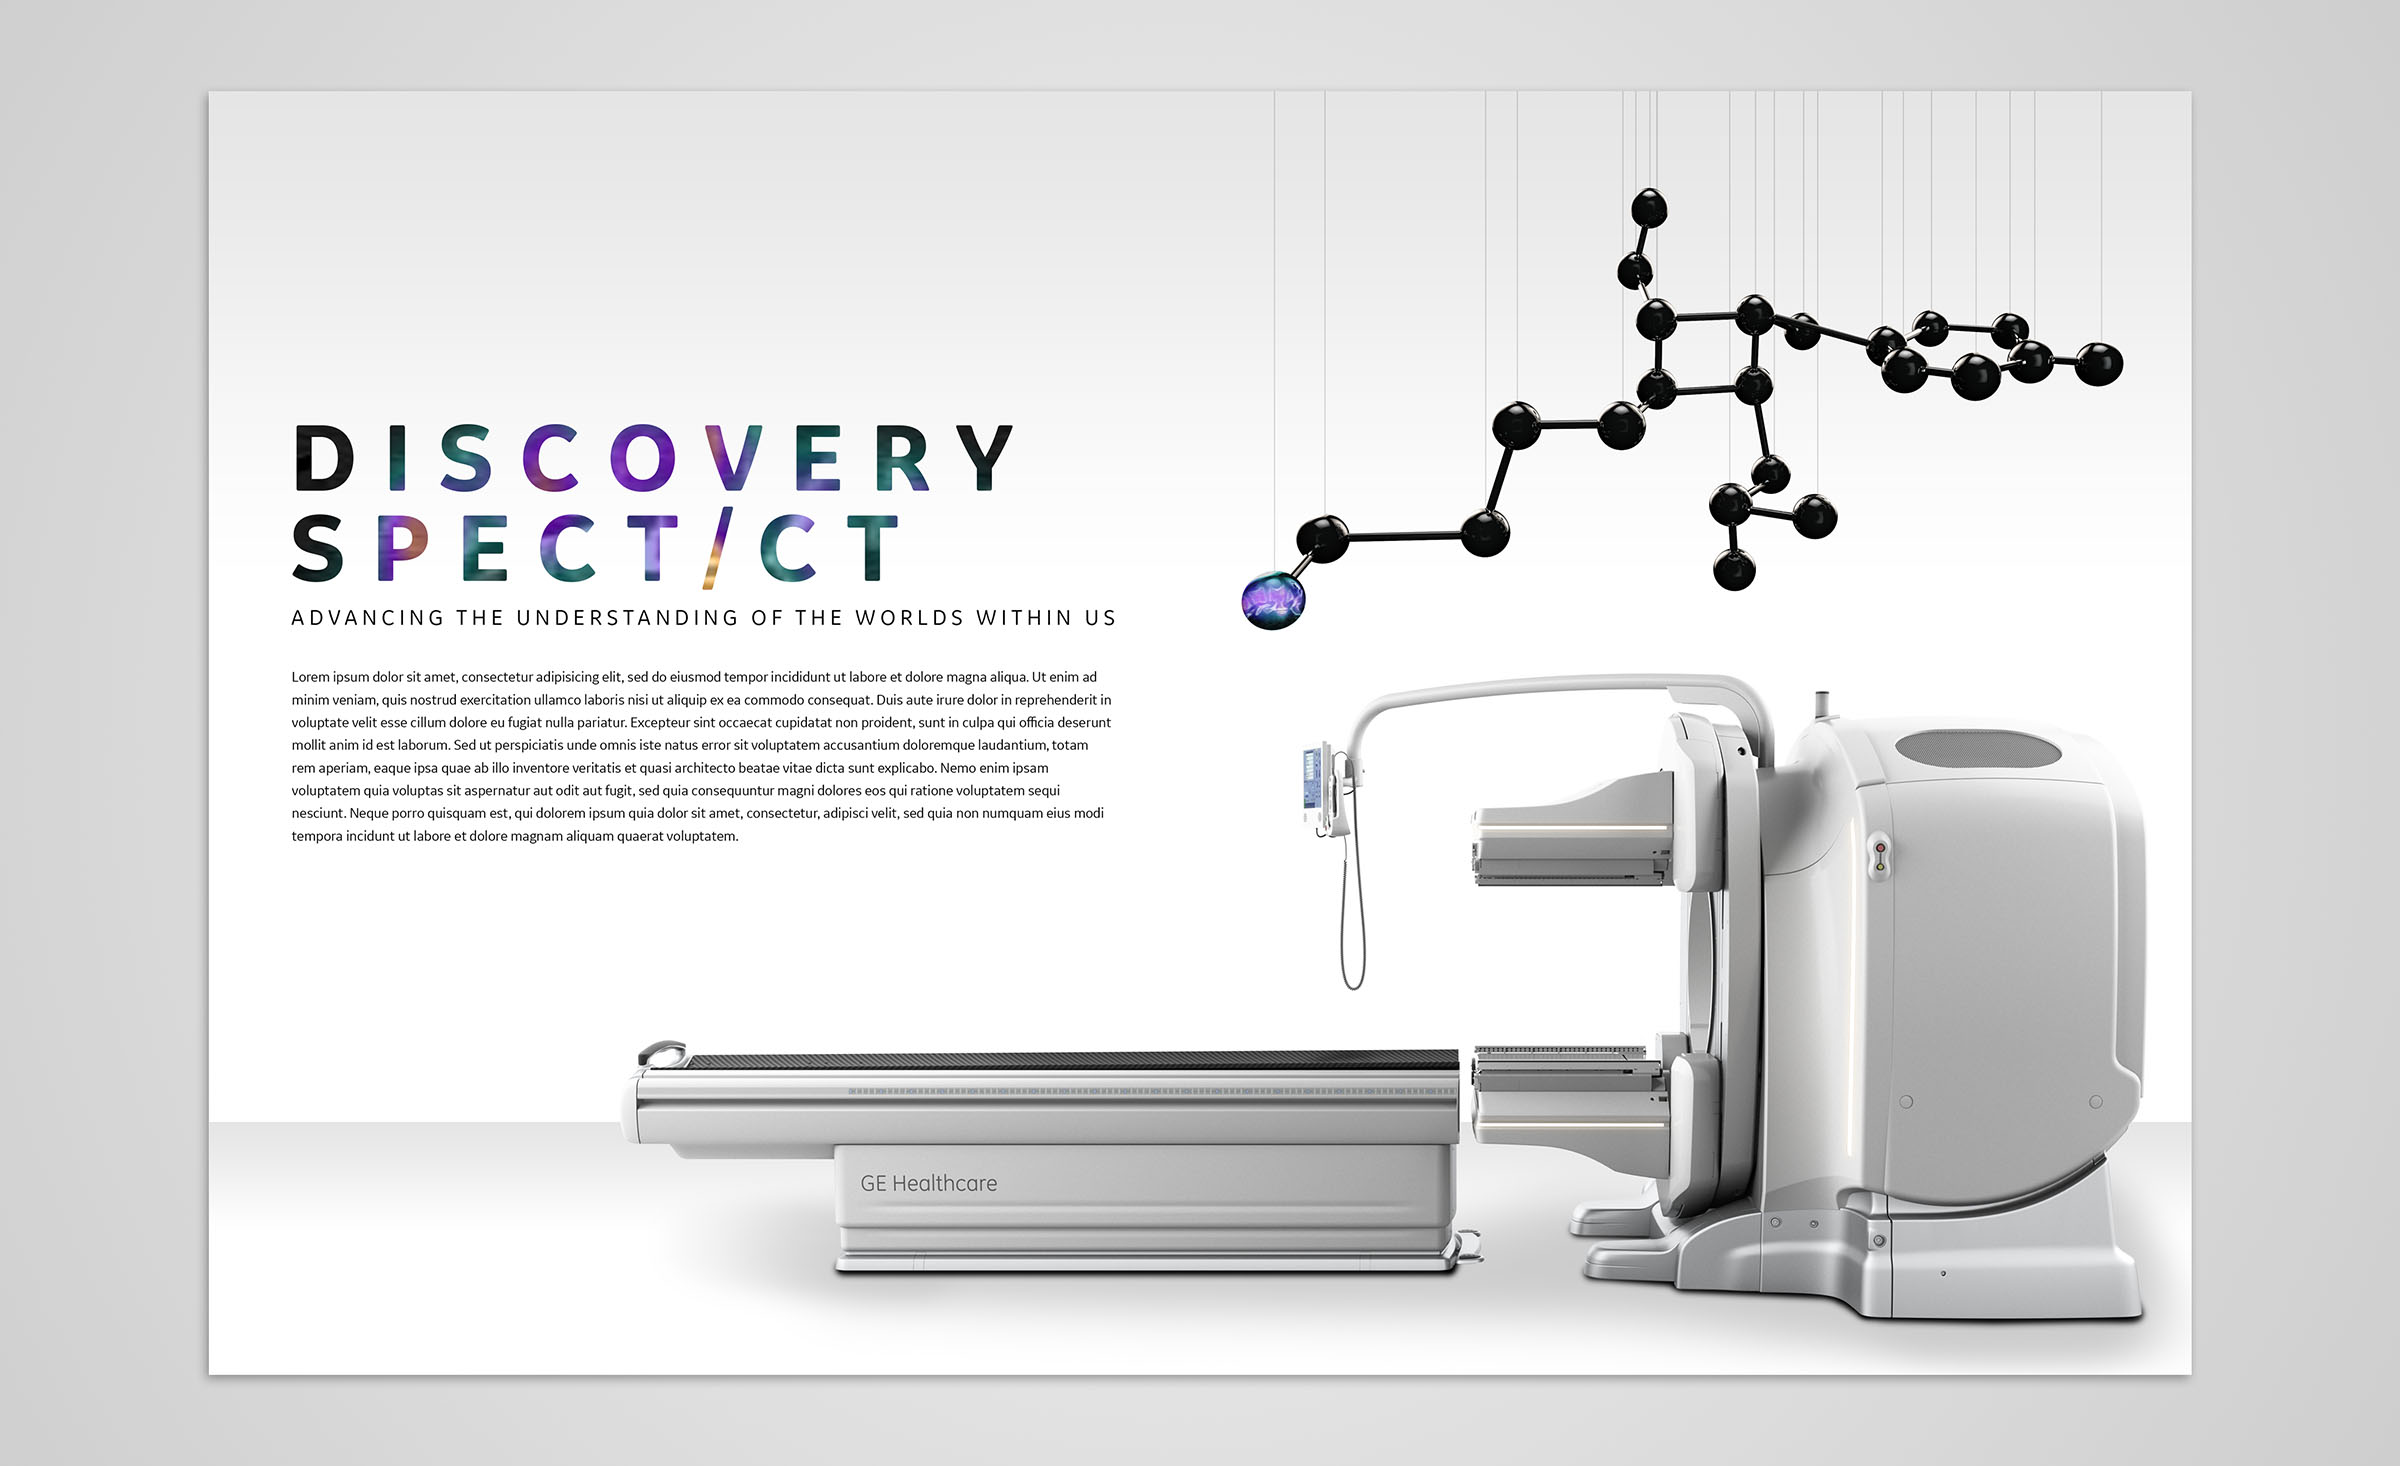 DISCOVERY
SPECT/CT
ADVANCING THE UNDERSTANDING OF THE WORLDS WITHIN US
Lorem ipsum dolor sit amet, consectetur adipisicing elit, sed do eiusmod tempor incididunt ut labore et dolore magna aliqua. Ut enim ad
minim veniam, quis nostrud exercitation ullamco laboris nisi ut aliquip ex ea commodo consequat. Duis aute irure dolor in reprehenderit in
voluptate velit esse cillum dolore eu fugiat nulla pariatur. Excepteur sint occaecat cupidatat non proident, sunt in culpa qui officia deserunt
mollit anim id est laborum. Sed ut perspiciatis unde omnis iste natus error sit voluptatem accusantium doloremque laudantium, totam
rem aperiam, eaque ipsa quae ab illo inventore veritatis et quasi architecto beatae vitae dicta sunt explicabo. Nemo enim ipsam
voluptatem quia voluptas sit aspernatur aut odit aut fugit, sed quia consequuntur magni dolores eos qui ratione voluptatem sequi
nesciunt. Neque porro quisquam est, qui dolorem ipsum quia dolor sit amet, consectetur, adipisci velit, sed quia non numquam eius modi
tempora incidunt ut labore et dolore magnam aliquam quaerat voluptatem.
GE Healthcare